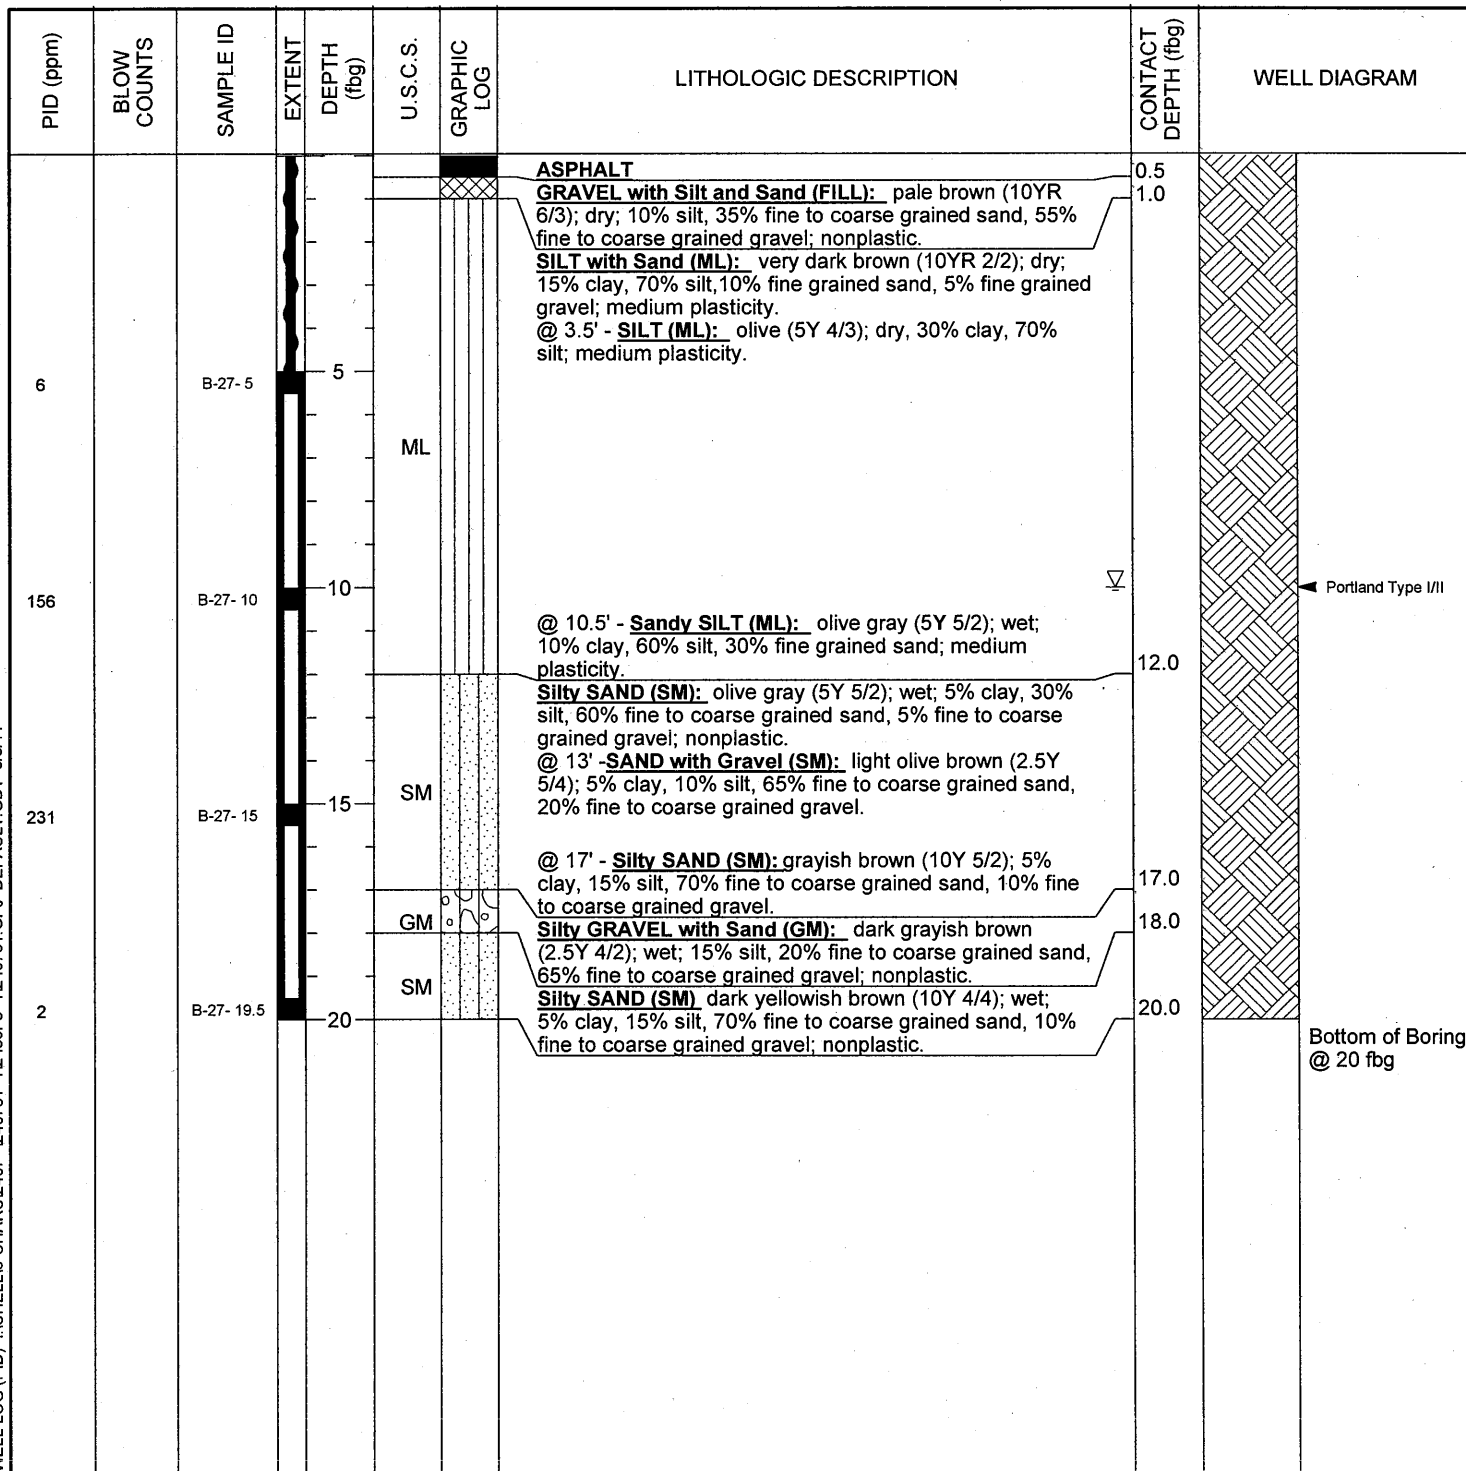 PID (ppm)
BLOW
COUNTS
SAMPLE ID
EXTENT
DEPTH
(fbg)
U.S.C.S.
GRAPHIC
LOG
LITHOLOGIC DESCRIPTION
CONTACT
DEPTH (fbg)
WELL DIAGRAM
ASPHALT
0.5
GRAVEL with Silt and Sand (FILL): pale brown (10YR
1.0
6/3); dry; 10% silt, 35% fine to coarse grained sand, 55%
fine to coarse grained gravel; nonplastic.
SILT with Sand (ML): very dark brown (10YR 2/2); dry;
15% clay, 70% silt,10% fine grained sand, 5% fine grained
gravel; medium plasticity.
@ 3.5' - SILT (ML): olive (5Y 4/3); dry, 30% clay, 70%
silt; medium plasticity.
6
B-27- 5
5
ML
156
B-27- 10
10
Portland Type I/II
@ 10.5' - Sandy SILT (ML): olive gray (5Y 5/2); wet;
10% clay, 60% silt, 30% fine grained sand; medium
plasticity.
12.0
Silty SAND (SM): olive gray (5Y 5/2); wet; 5% clay, 30%
silt, 60% fine to coarse grained sand, 5% fine to coarse
grained gravel; nonplastic.
@ 13' -SAND with Gravel (SM): light olive brown (2.5Y
5/4); 5% clay, 10% silt, 65% fine to coarse grained sand,
20% fine to coarse grained gravel.
SM
231
B-27- 15
15
@ 17' - Silty SAND (SM): grayish brown (10Y 5/2); 5%
clay, 15% silt, 70% fine to coarse grained sand, 10% fine
to coarse grained gravel.
17.0
GM
Silty GRAVEL with Sand (GM): dark grayish brown
18.0
(2.5Y 4/2); wet; 15% silt, 20% fine to coarse grained sand,
65% fine to coarse grained gravel; nonplastic.
SM
Silty SAND (SM) dark yellowish brown (10Y 4/4); wet;
20.0
5% clay, 15% silt, 70% fine to coarse grained sand, 10%
fine to coarse grained gravel; nonplastic.
2
B-27- 19.5
20
Bottom of Boring
@ 20 fbg